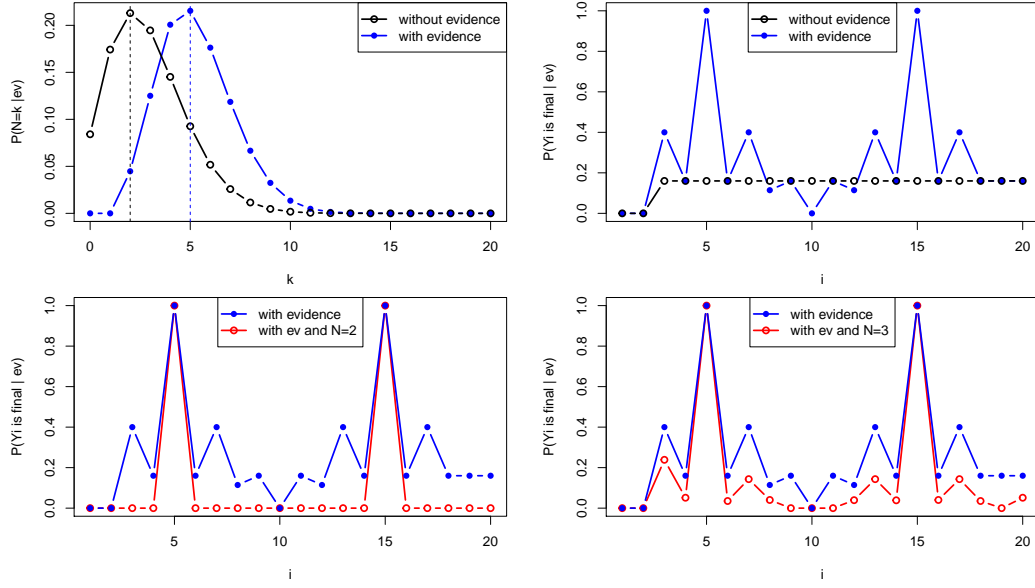 without evidence
with evidence
P(N=k |ev)
0.00 0.05 0.10 0.15 0.20
0 5 10 15 20
k
without evidence
with evidence
P(Yi is final | ev)
0.0 0.2 0.4 0.6 0.8 1.0
5 10 15 20
i
with evidence
with ev and N=2
P(Yi is final | ev)
0.0 0.2 0.4 0.6 0.8 1.0
5 10 15 20
i
with evidence
with ev and N=3
P(Yi is final | ev)
0.0 0.2 0.4 0.6 0.8 1.0
5 10 15 20
i